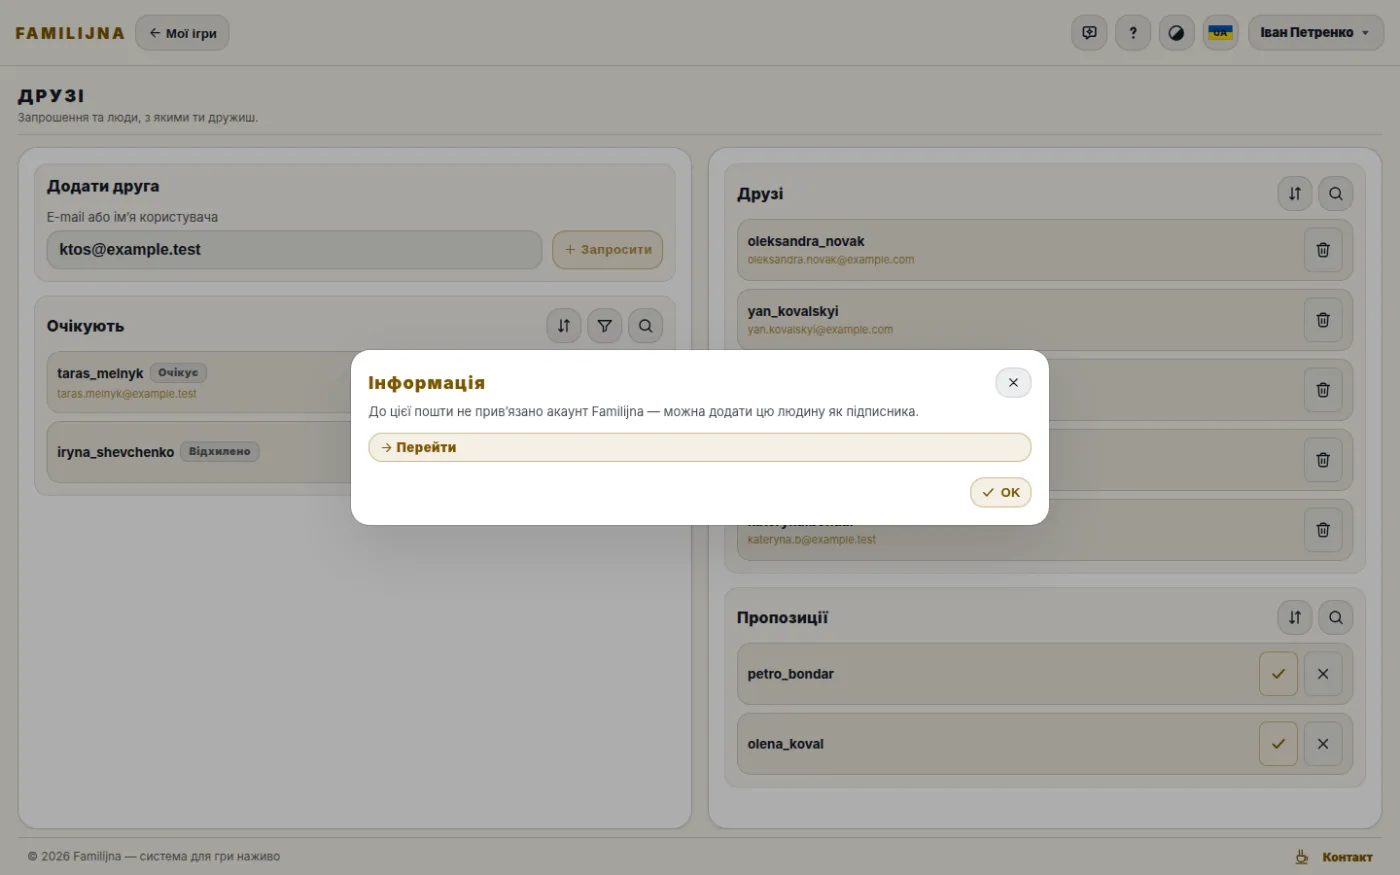 FAMILIJNA
← Мої ігри
?
UA
Іван Петренко
ДРУЗІ
Запрошення та люди, з якими ти дружиш.
Додати друга
E-mail або ім’я користувача
ktos@example.test
+ Запросити
Очікують
taras_melnyk Очікує
taras.melnyk@example.test
iryna_shevchenko Відхилено
Друзі
oleksandra_novak
oleksandra.novak@example.com
yan_kovalskyi
yan.kovalskyi@example.com
kateryna.b@example.test
Інформація
До цієї пошти не прив’язано акаунт Familijna — можна додати цю людину як підписника.
→ Перейти
✓ OK
Пропозиції
petro_bondar
olena_koval
© 2026 Familijna — система для гри наживо
Контакт